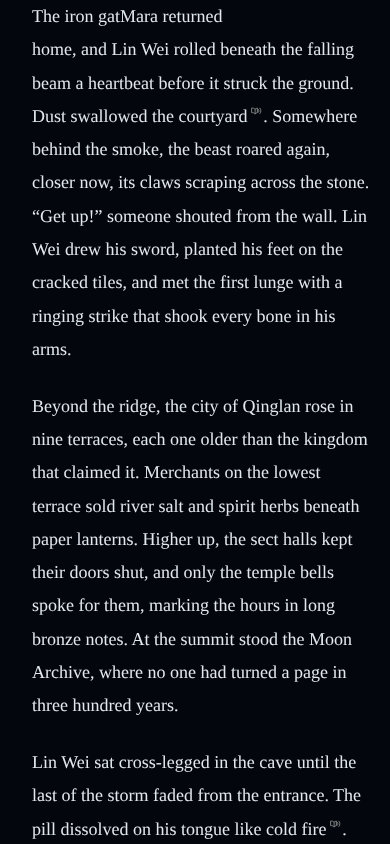 The iron gatMara returned
home, and Lin Wei rolled beneath the falling
beam a heartbeat before it struck the ground.
Dust swallowed the courtyard. Somewhere
behind the smoke, the beast roared again,
closer now, its claws scraping across the stone.
“Get up!” someone shouted from the wall. Lin
Wei drew his sword, planted his feet on the
cracked tiles, and met the first lunge with a
ringing strike that shook every bone in his
arms.
Beyond the ridge, the city of Qinglan rose in
nine terraces, each one older than the kingdom
that claimed it. Merchants on the lowest
terrace sold river salt and spirit herbs beneath
paper lanterns. Higher up, the sect halls kept
their doors shut, and only the temple bells
spoke for them, marking the hours in long
bronze notes. At the summit stood the Moon
Archive, where no one had turned a page in
three hundred years.
Lin Wei sat cross-legged in the cave until the
last of the storm faded from the entrance. The
pill dissolved on his tongue like cold fire.